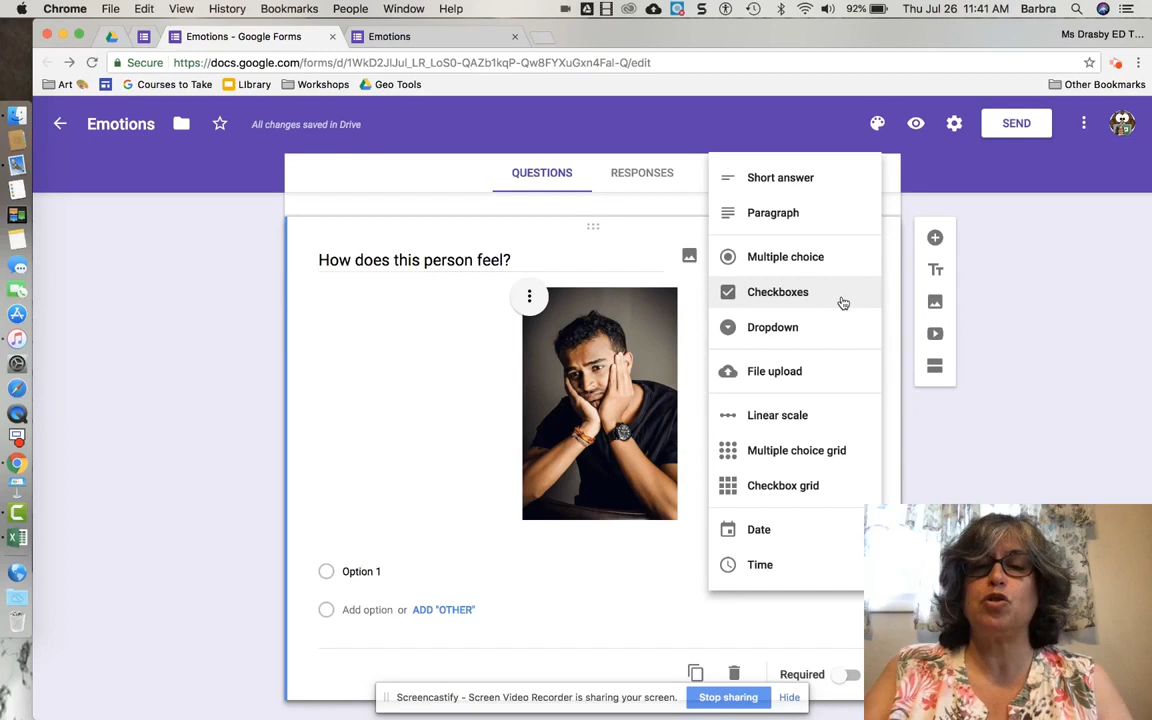 Chrome File Edit View History Bookmarks People Window Help 92% Thu Jul 26 11:41 AM Barbra
Emotions - Google Forms Emotions Ms Drasby ED T...
Secure https://docs.google.com/forms/d/1WkD2JlJul_LR_LoS0-QAZb1kqP-Qw8FYXuGxn4FaI-Q/edit
Art Courses to Take LIbrary Workshops Geo Tools Other Bookmarks
Emotions All changes saved in Drive SEND
QUESTIONS RESPONSES
Short answer
Paragraph
How does this person feel?
Multiple choice
Checkboxes
Dropdown
File upload
Linear scale
Multiple choice grid
Checkbox grid
Date
Time
Option 1
Add option or ADD "OTHER"
Required
Screencastify - Screen Video Recorder is sharing your screen. Stop sharing Hide